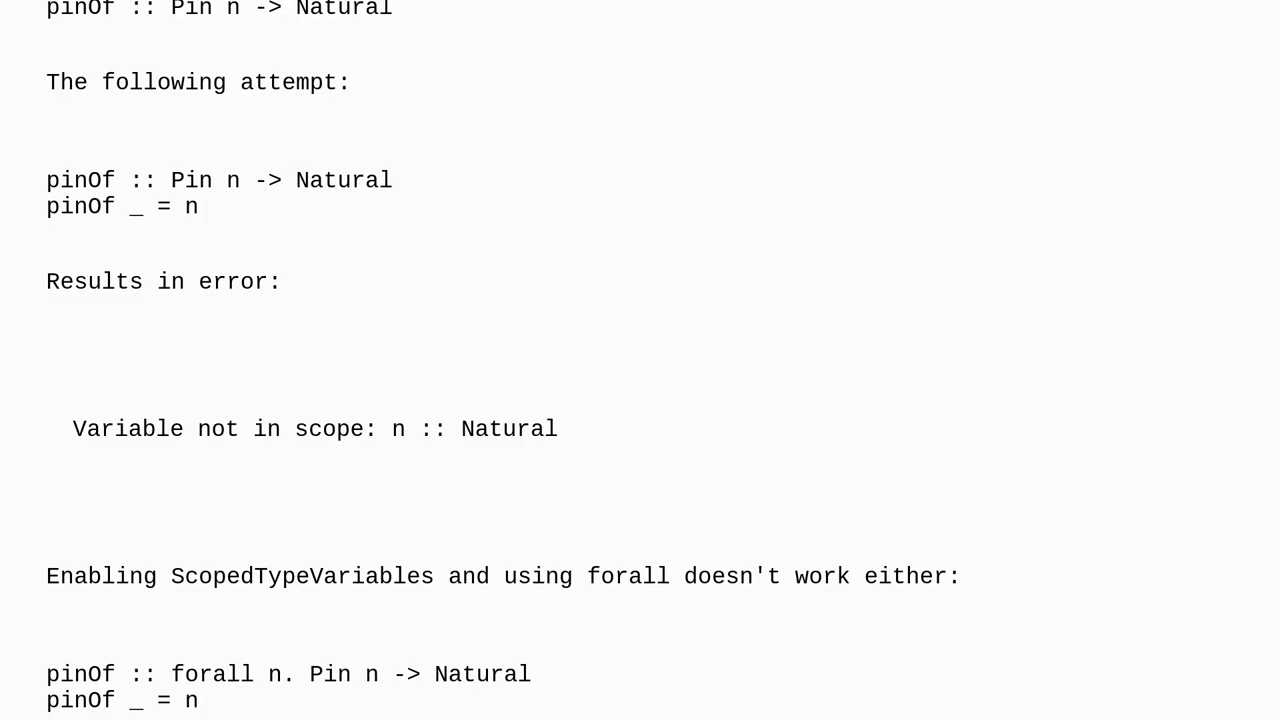 pinOf :: Pin n -> Natural
The following attempt:
pinOf :: Pin n -> Natural
pinOf _ = n
Results in error:
Variable not in scope: n :: Natural
Enabling ScopedTypeVariables and using forall doesn't work either:
pinOf :: forall n. Pin n -> Natural
pinOf _ = n